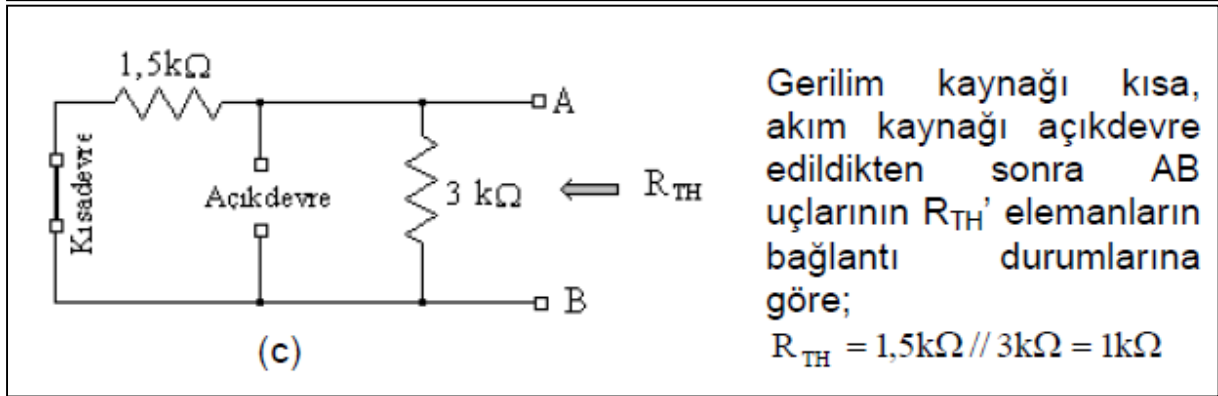 1,5kΩ
A
Kısadevre
Açıkdevre
3 kΩ
R_TH
B
(c)
Gerilim kaynağı kısa,
akım kaynağı açıkdevre
edildikten sonra AB
uçlarının R_TH' elemanların
bağlantı durumlarına
göre;
R_TH = 1,5kΩ // 3kΩ = 1kΩ